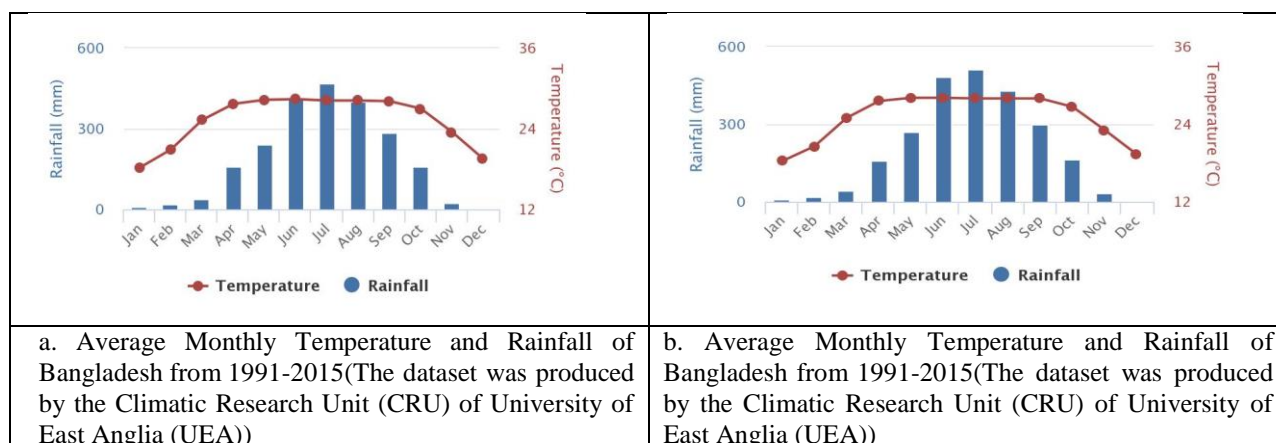 600
300
0
Rainfall (mm)
36
24
12
Temperature (°C)
Jan Feb Mar Apr May Jun Jul Aug Sep Oct Nov Dec
Temperature Rainfall
a. Average Monthly Temperature and Rainfall of
Bangladesh from 1991-2015(The dataset was produced
by the Climatic Research Unit (CRU) of University of
East Anglia (UEA))
600
300
0
Rainfall (mm)
36
24
12
Temperature (°C)
Jan Feb Mar Apr May Jun Jul Aug Sep Oct Nov Dec
Temperature Rainfall
b. Average Monthly Temperature and Rainfall of
Bangladesh from 1991-2015(The dataset was produced
by the Climatic Research Unit (CRU) of University of
East Anglia (UEA))